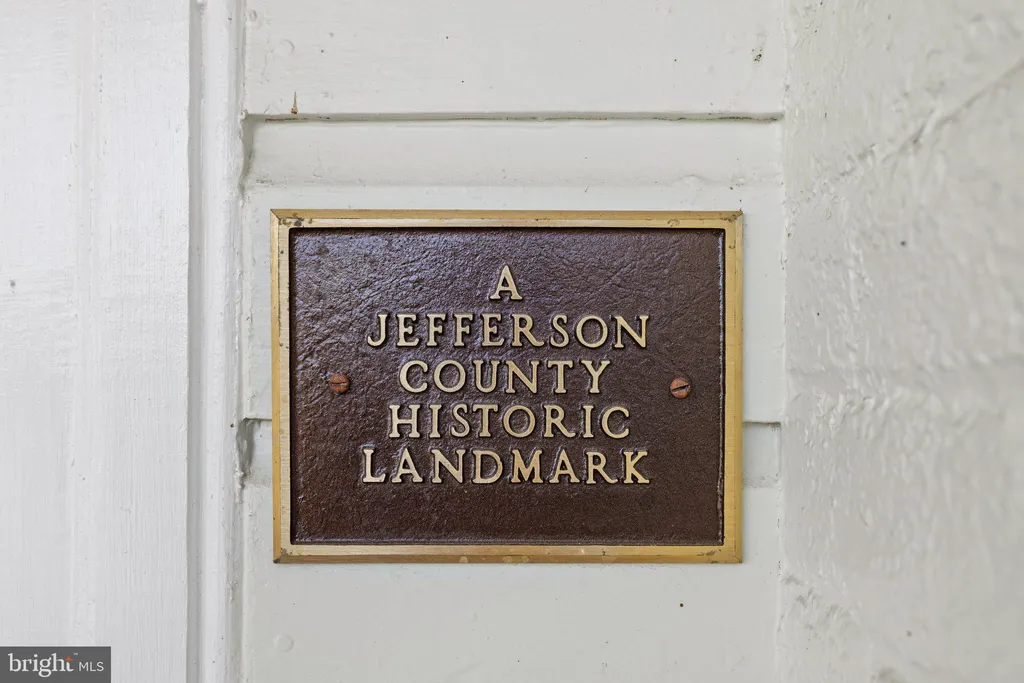 A
JEFFERSON
COUNTY
HISTORIC
LANDMARK
bright MLS